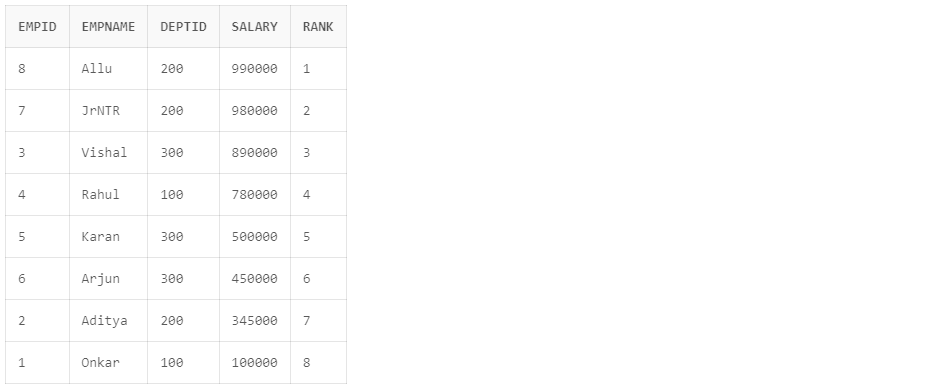 EMPID EMPNAME DEPTID SALARY RANK
8 Allu 200 990000 1
7 JrNTR 200 980000 2
3 Vishal 300 890000 3
4 Rahul 100 780000 4
5 Karan 300 500000 5
6 Arjun 300 450000 6
2 Aditya 200 345000 7
1 Onkar 100 100000 8